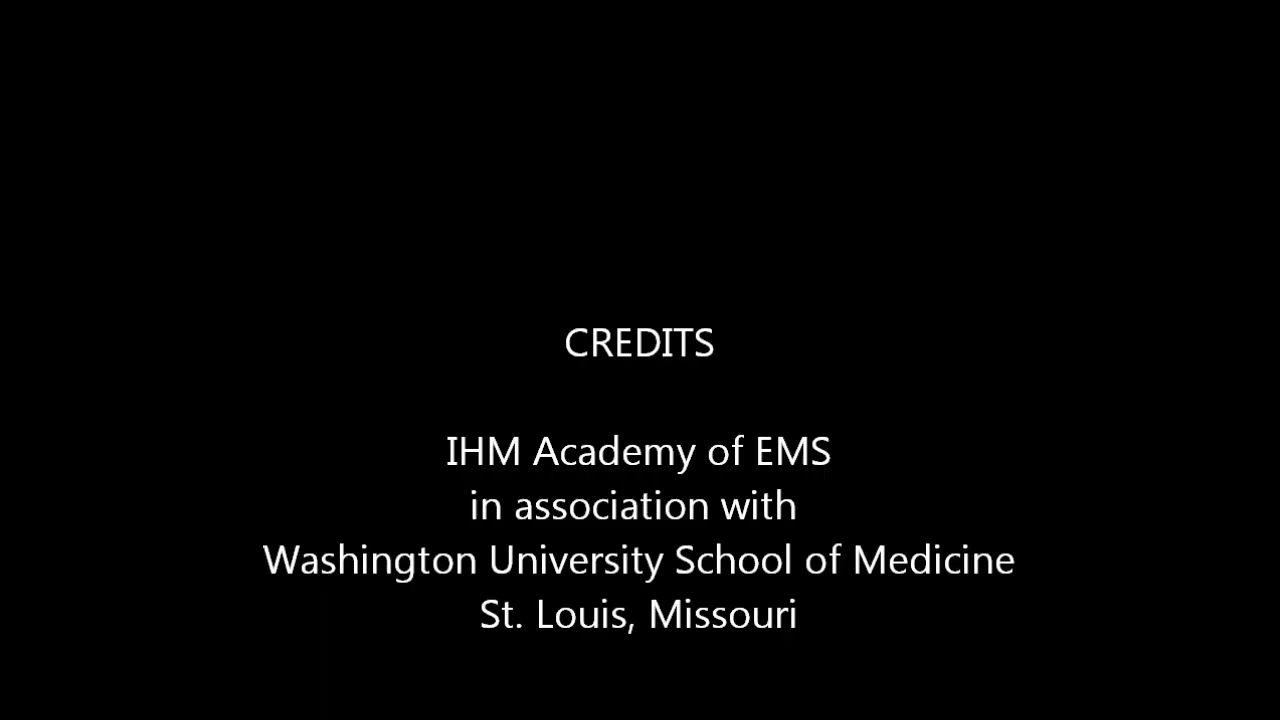 CREDITS
IHM Academy of EMS
in association with
Washington University School of Medicine
St. Louis, Missouri